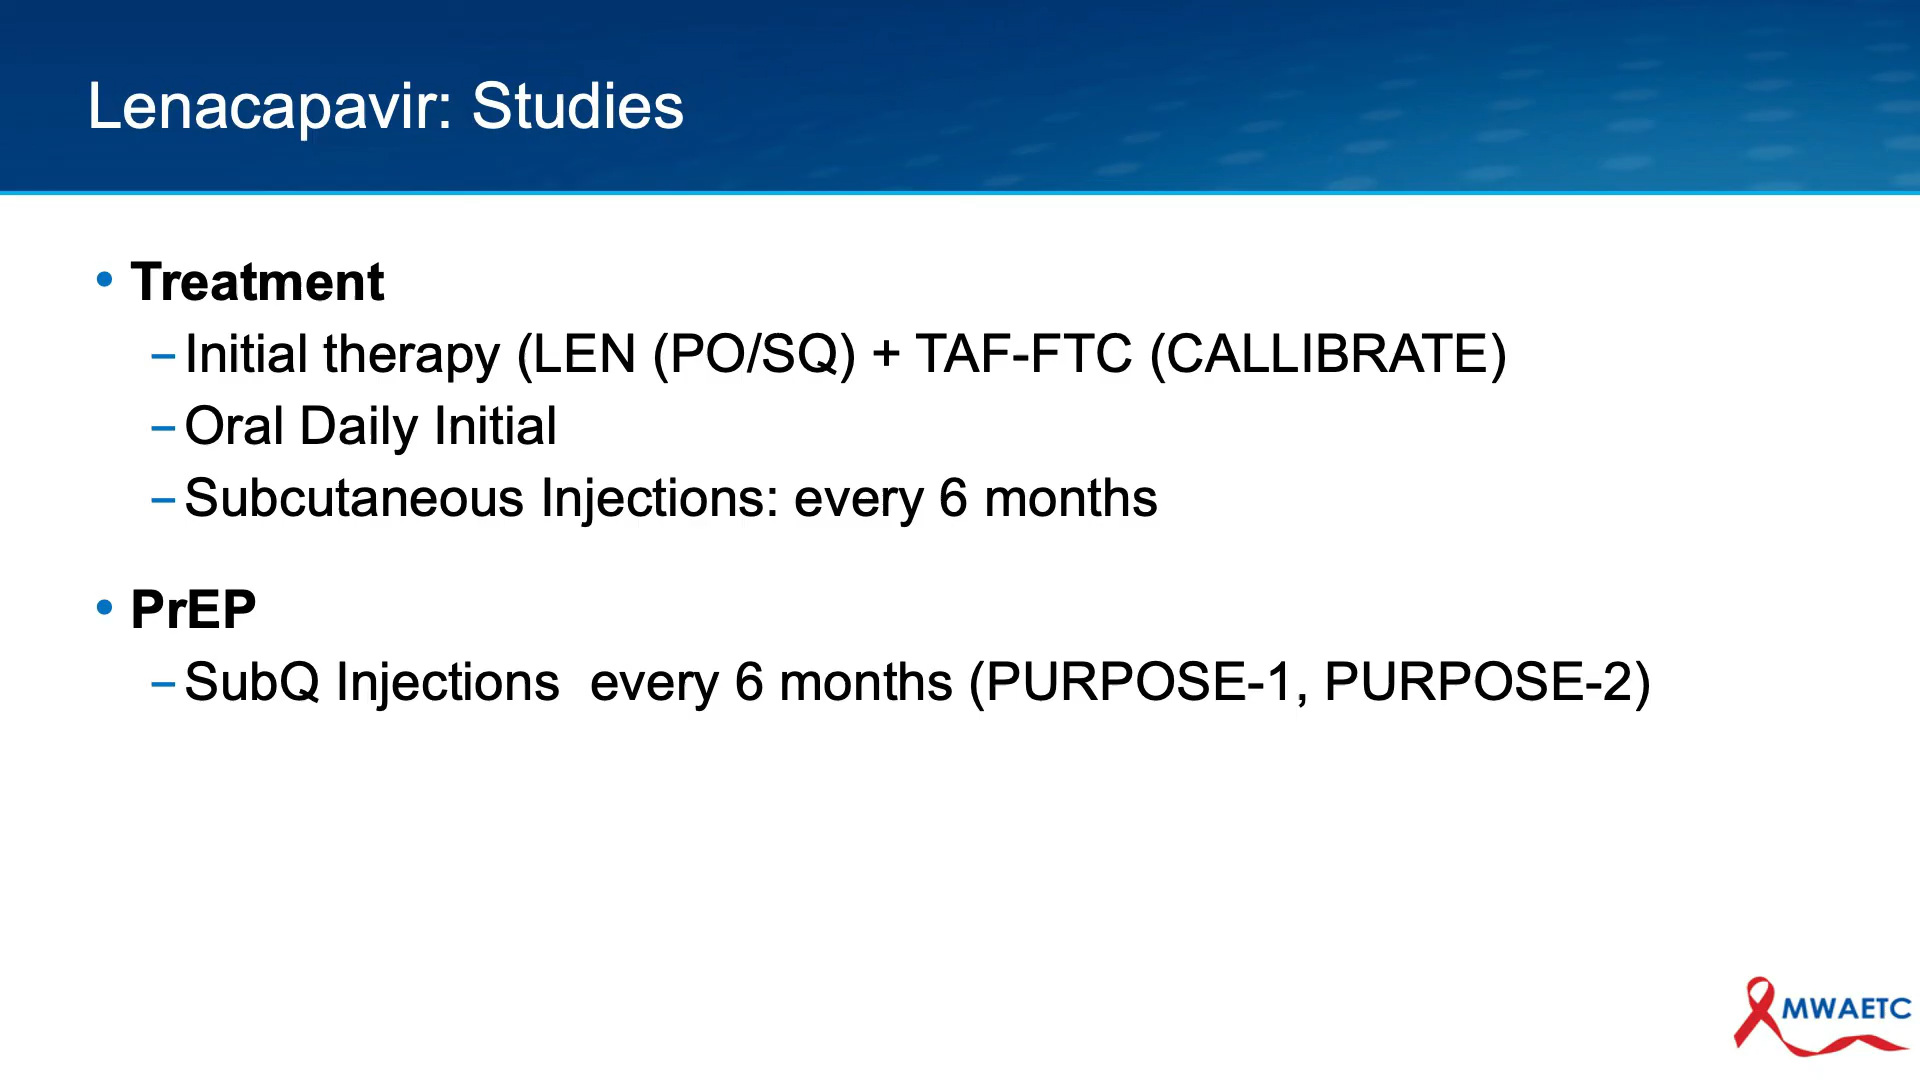 Lenacapavir: Studies
• Treatment
– Initial therapy (LEN (PO/SQ) + TAF-FTC (CALLIBRATE)
– Oral Daily Initial
– Subcutaneous Injections: every 6 months
• PrEP
– SubQ Injections  every 6 months (PURPOSE-1, PURPOSE-2)
MWAETC